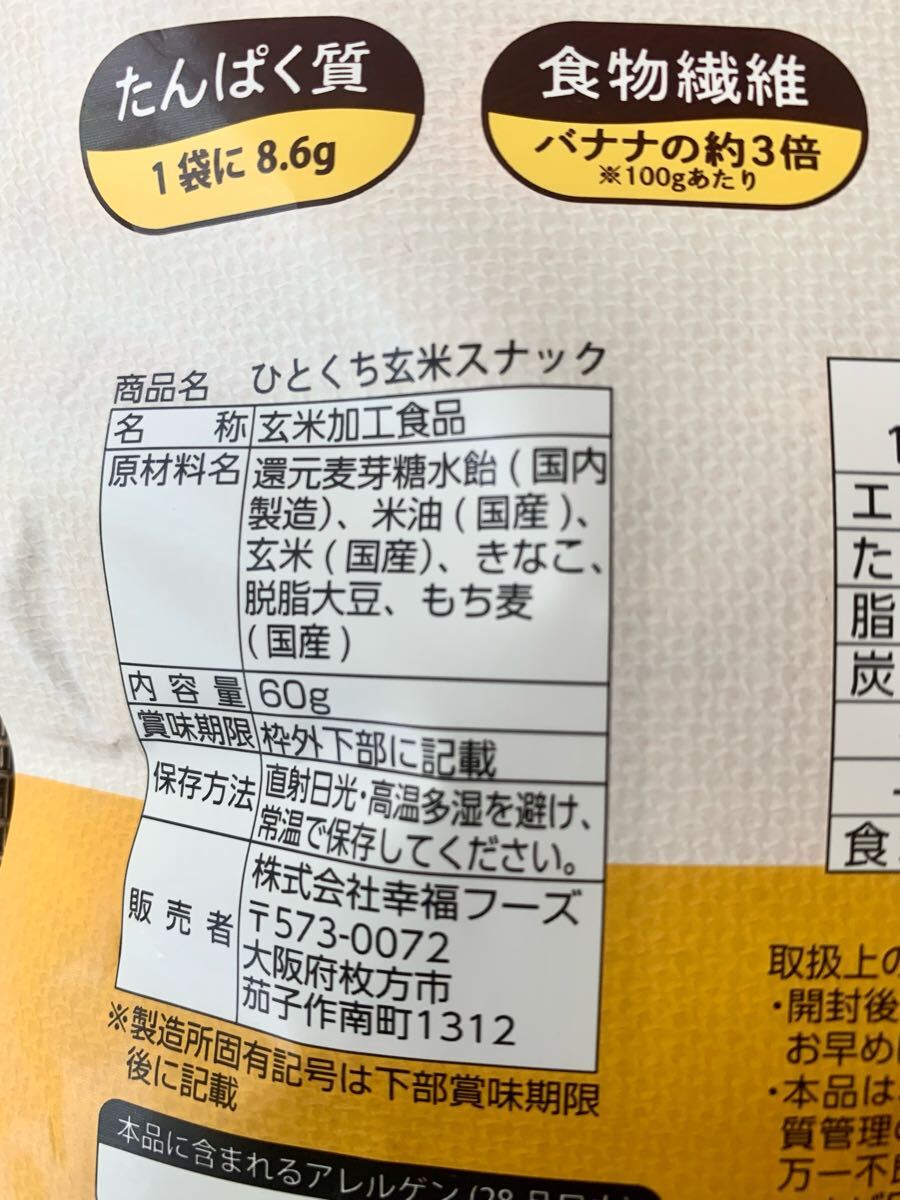 たんぱく質
1袋に 8.6g
食物繊維
バナナの約3倍
※100gあたり
商品名 ひとくち玄米スナック
名称 玄米加工食品
原材料名 還元麦芽糖水飴(国内
製造)、米油(国産)、
玄米(国産)、きなこ、
脱脂大豆、もち麦
(国産)
内容量 60g
賞味期限 枠外下部に記載
保存方法 直射日光・高温多湿を避け、
常温で保存してください。
販売者 株式会社幸福フーズ
〒573-0072
大阪府枚方市
茄子作南町1312
※製造所固有記号は下部賞味期限
後に記載
本品に含まれるアレルゲン(28品目
エ
た
脂
炭
食
取扱上の
・開封後
お早め
・本品は
質管理の
万一不